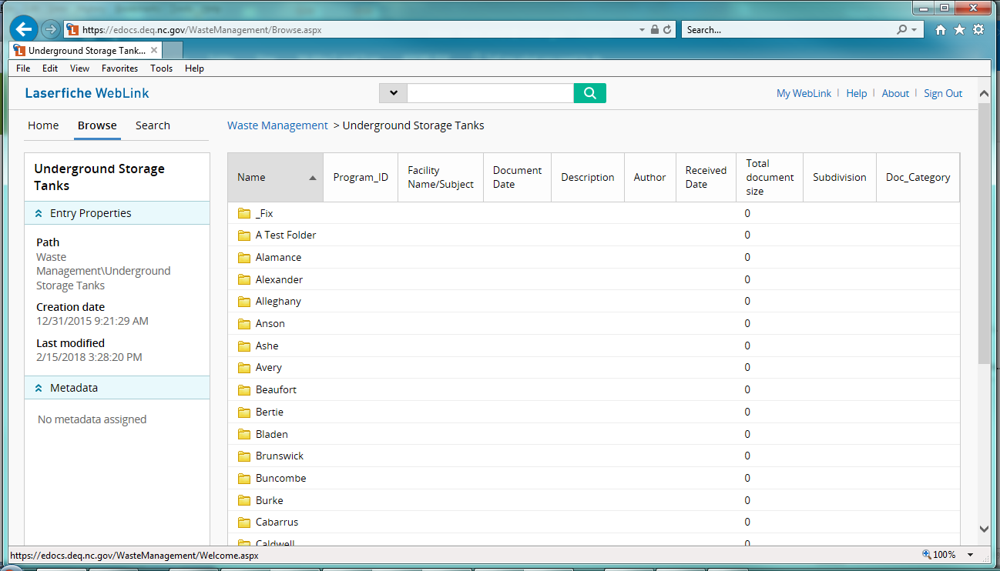 https://edocs.deq.nc.gov/WasteManagement/Browse.aspx
Search...
Underground Storage Tank...
File Edit View Favorites Tools Help
Laserfiche WebLink
My WebLink | Help | About | Sign Out
Home Browse Search
Waste Management > Underground Storage Tanks
Underground Storage
Tanks
Entry Properties
Path
Waste
Management\Underground
Storage Tanks
Creation date
12/31/2015 9:21:29 AM
Last modified
2/15/2018 3:28:20 PM
Metadata
No metadata assigned
Name
Program_ID
Facility
Name/Subject
Document
Date
Description
Author
Received
Date
Total
document
size
Subdivision
Doc_Category
_Fix 0
A Test Folder 0
Alamance 0
Alexander 0
Alleghany 0
Anson 0
Ashe 0
Avery 0
Beaufort 0
Bertie 0
Bladen 0
Brunswick 0
Buncombe 0
Burke 0
Cabarrus 0
Caldwell 0
https://edocs.deq.nc.gov/WasteManagement/Welcome.aspx
100%